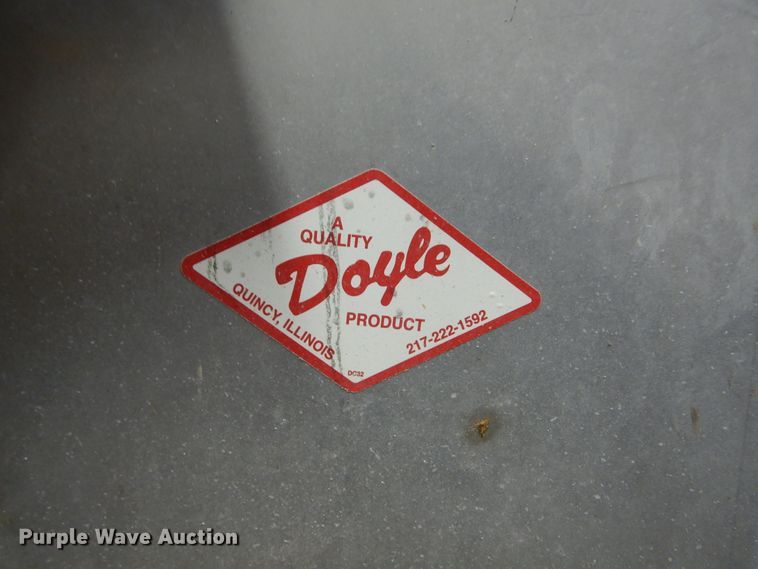 A
QUALITY
Doyle
PRODUCT
QUINCY, ILLINOIS
217-222-1592
DC32
Purple Wave Auction